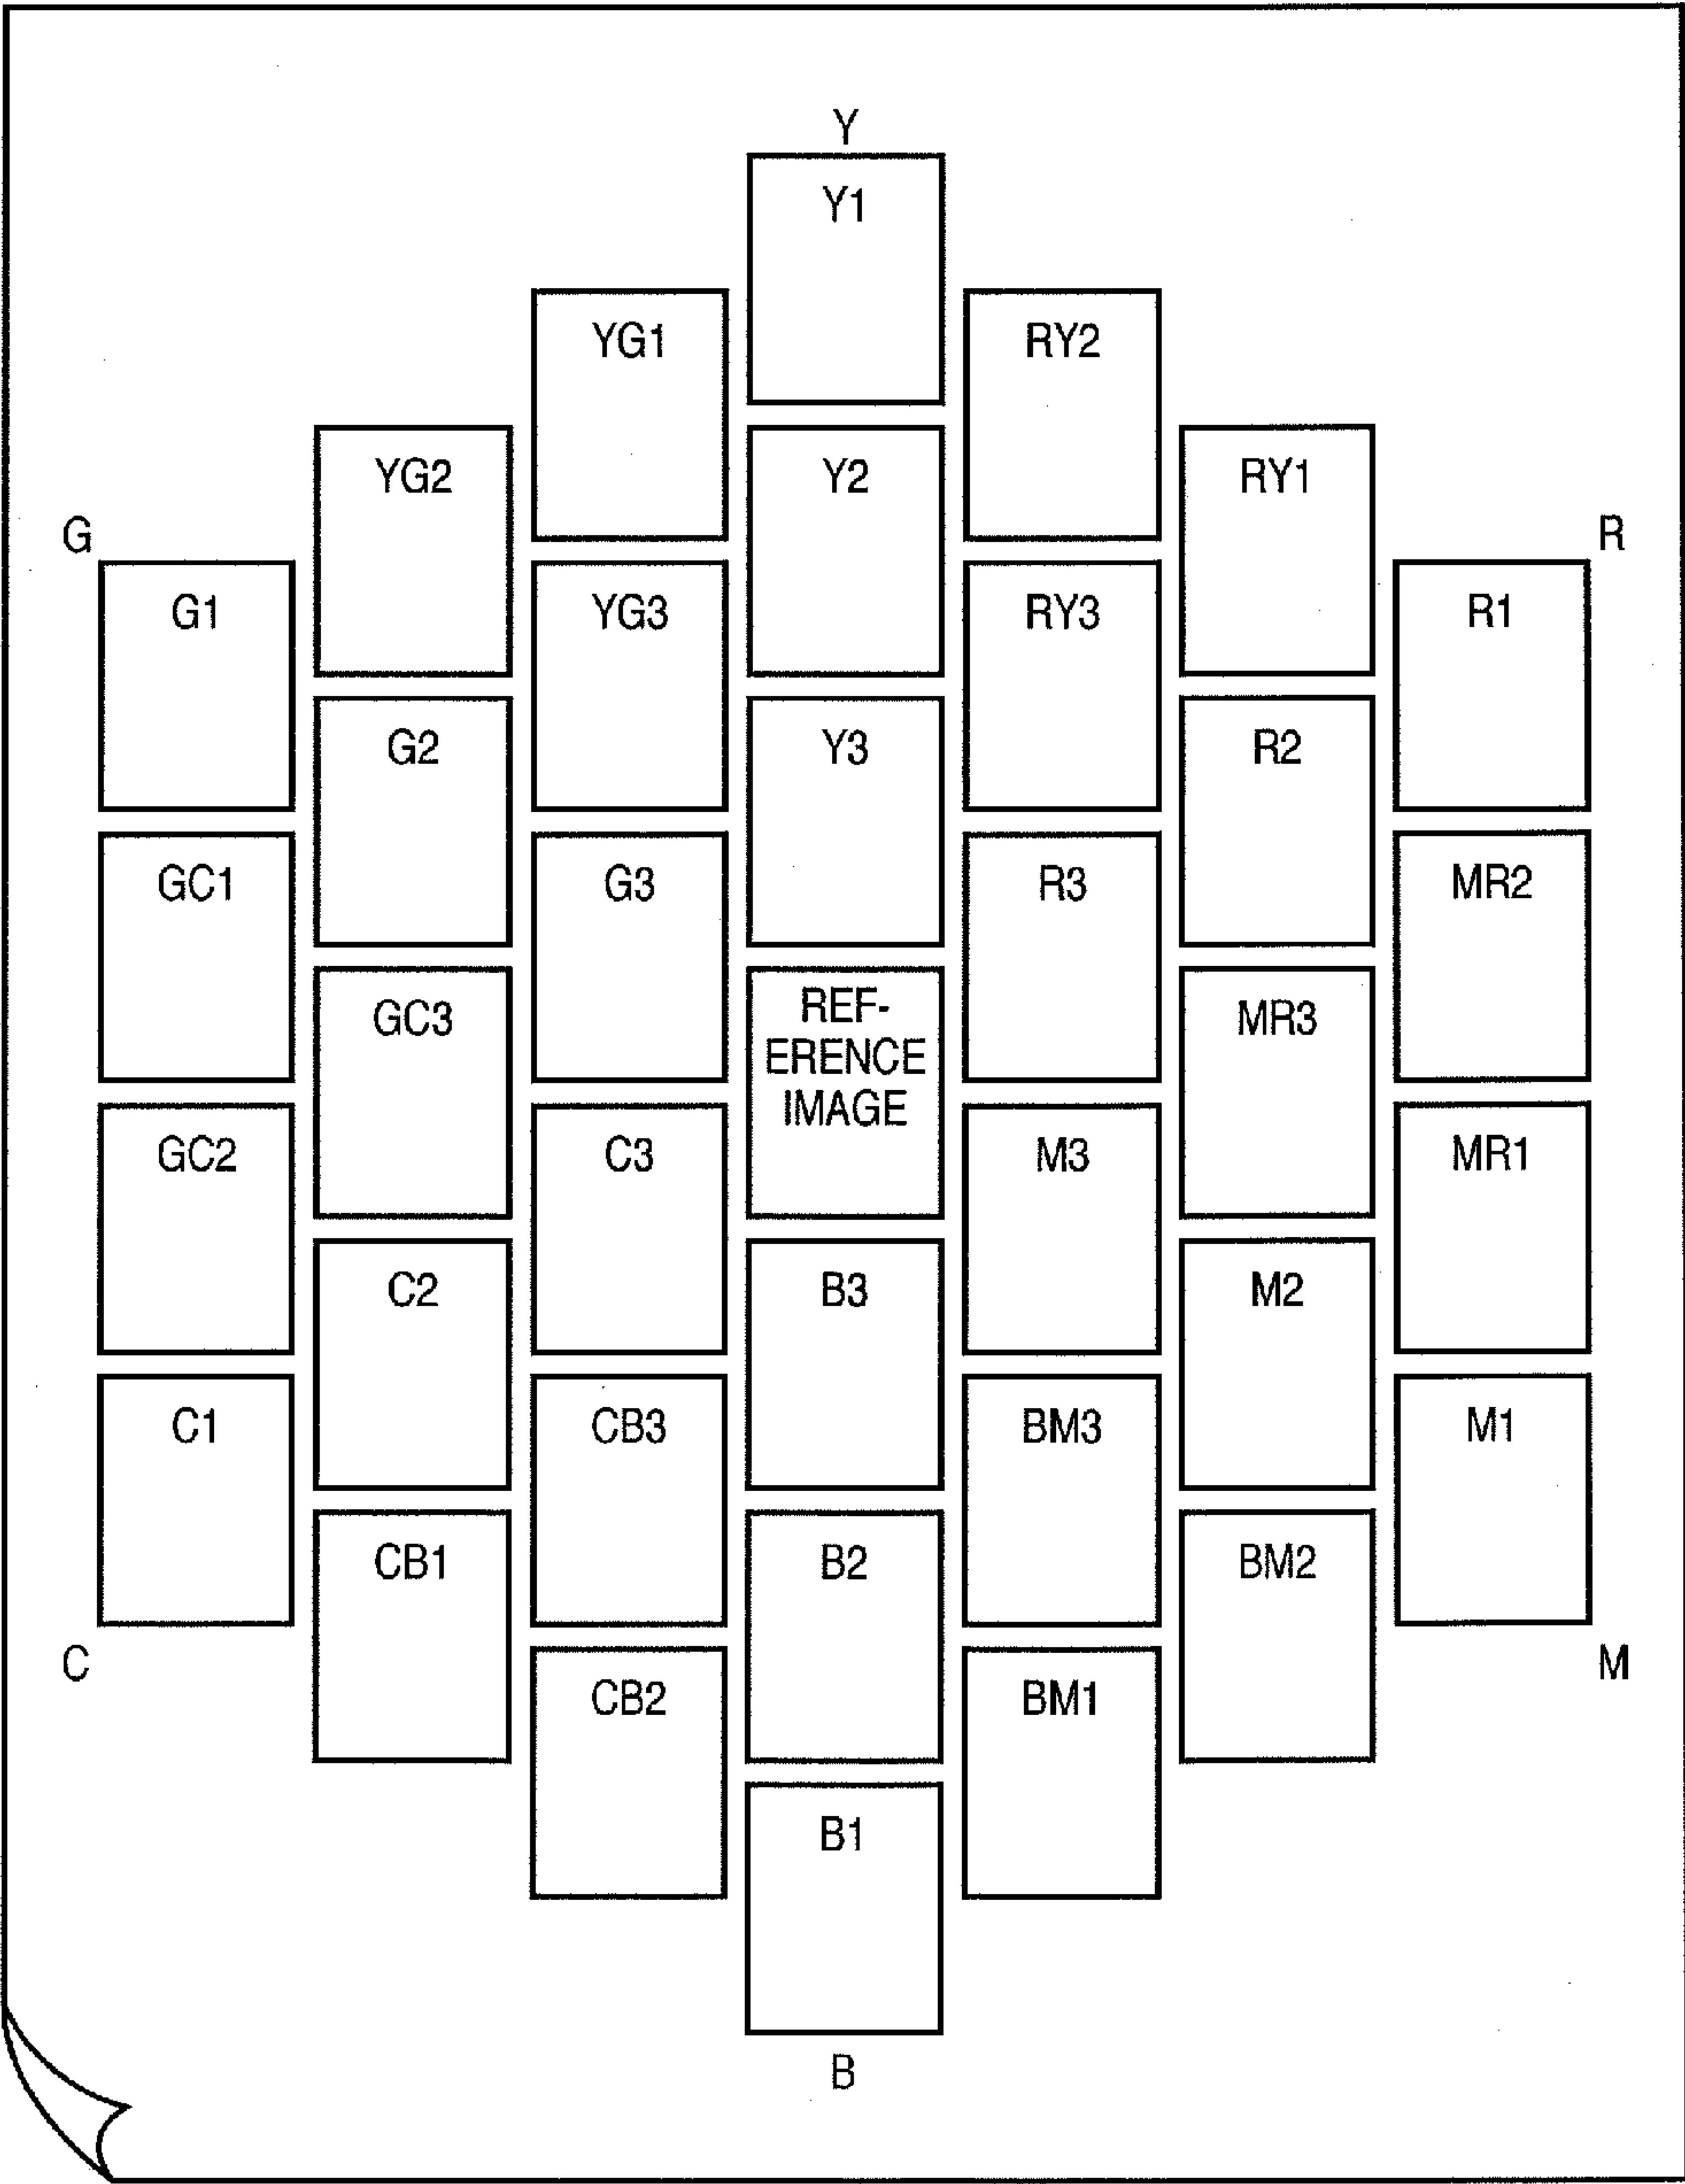 Y
Y1
YG1
RY2
YG2
Y2
RY1
G
R
G1
YG3
RY3
R1
G2
Y3
R2
GC1
G3
R3
MR2
GC3
REF-
ERENCE
IMAGE
MR3
GC2
C3
M3
MR1
C2
B3
M2
C1
CB3
BM3
M1
CB1
B2
BM2
C
M
CB2
BM1
B1
B